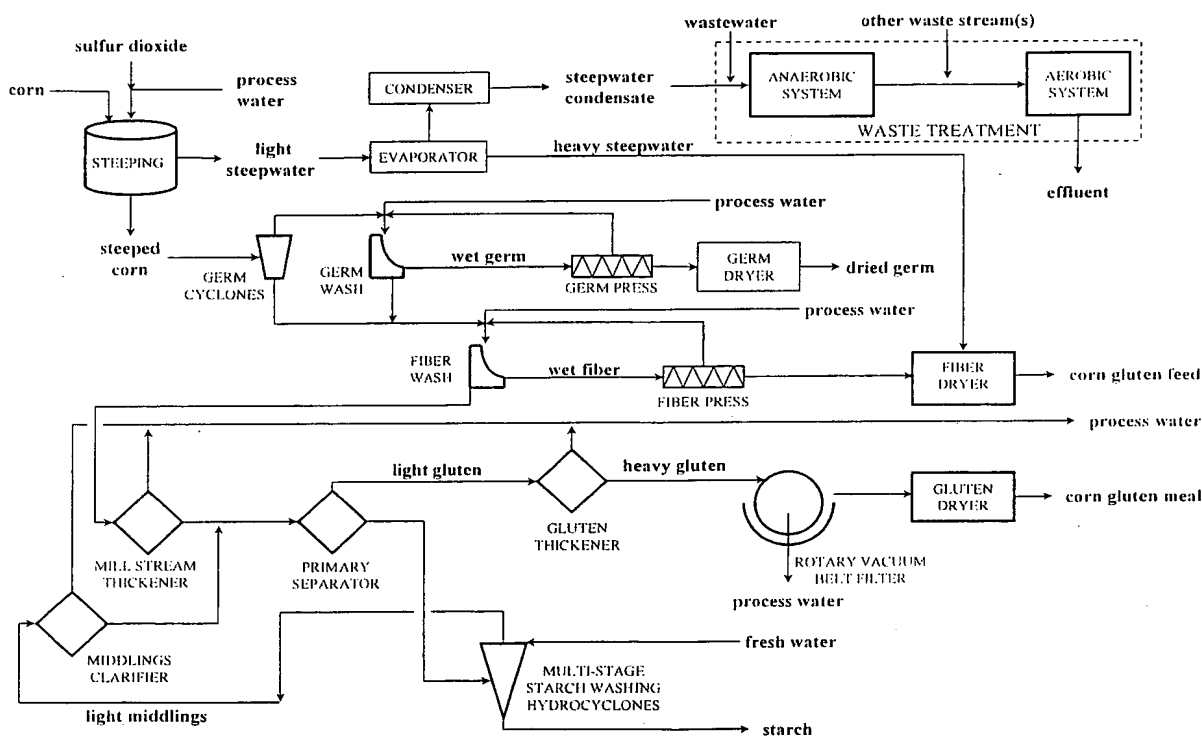 wastewater
other waste stream(s)
sulfur dioxide
corn
process
water
CONDENSER
steepwater
condensate
ANAEROBIC
SYSTEM
AEROBIC
SYSTEM
WASTE TREATMENT
STEEPING
light
steepwater
EVAPORATOR
heavy steepwater
effluent
process water
steeped
corn
GERM
CYCLONES
GERM
WASH
wet germ
GERM PRESS
GERM
DRYER
dried germ
process water
FIBER
WASH
wet fiber
FIBER PRESS
FIBER
DRYER
corn gluten feed
process water
light gluten
heavy gluten
GLUTEN
DRYER
corn gluten meal
GLUTEN
THICKENER
MILL STREAM
THICKENER
PRIMARY
SEPARATOR
ROTARY VACUUM
BELT FILTER
process water
fresh water
MIDDLINGS
CLARIFIER
MULTI-STAGE
STARCH WASHING
HYDROCYCLONES
light middlings
starch